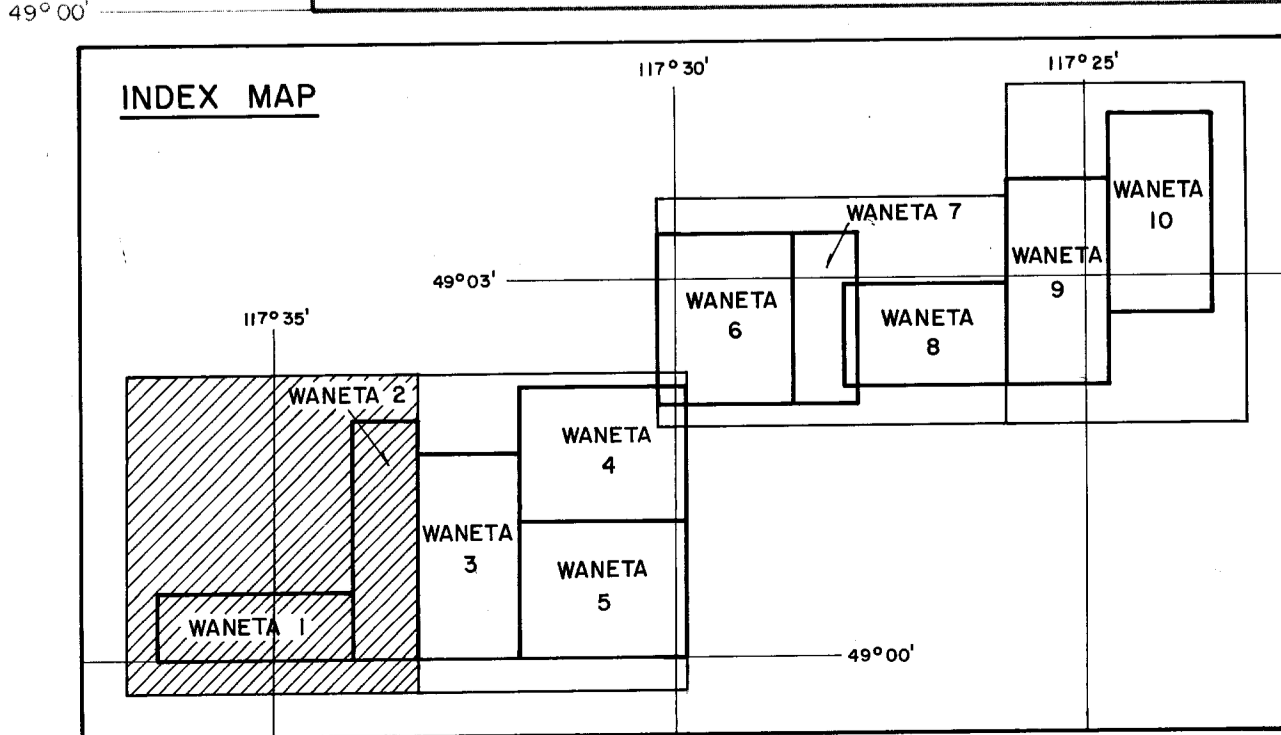 49° 00'
INDEX MAP
117° 30'
117° 25'
WANETA
10
WANETA 7
WANETA
9
49° 03'
WANETA
6
WANETA
8
117° 35'
WANETA 2
WANETA
4
WANETA
3
WANETA
5
WANETA 1
49° 00'